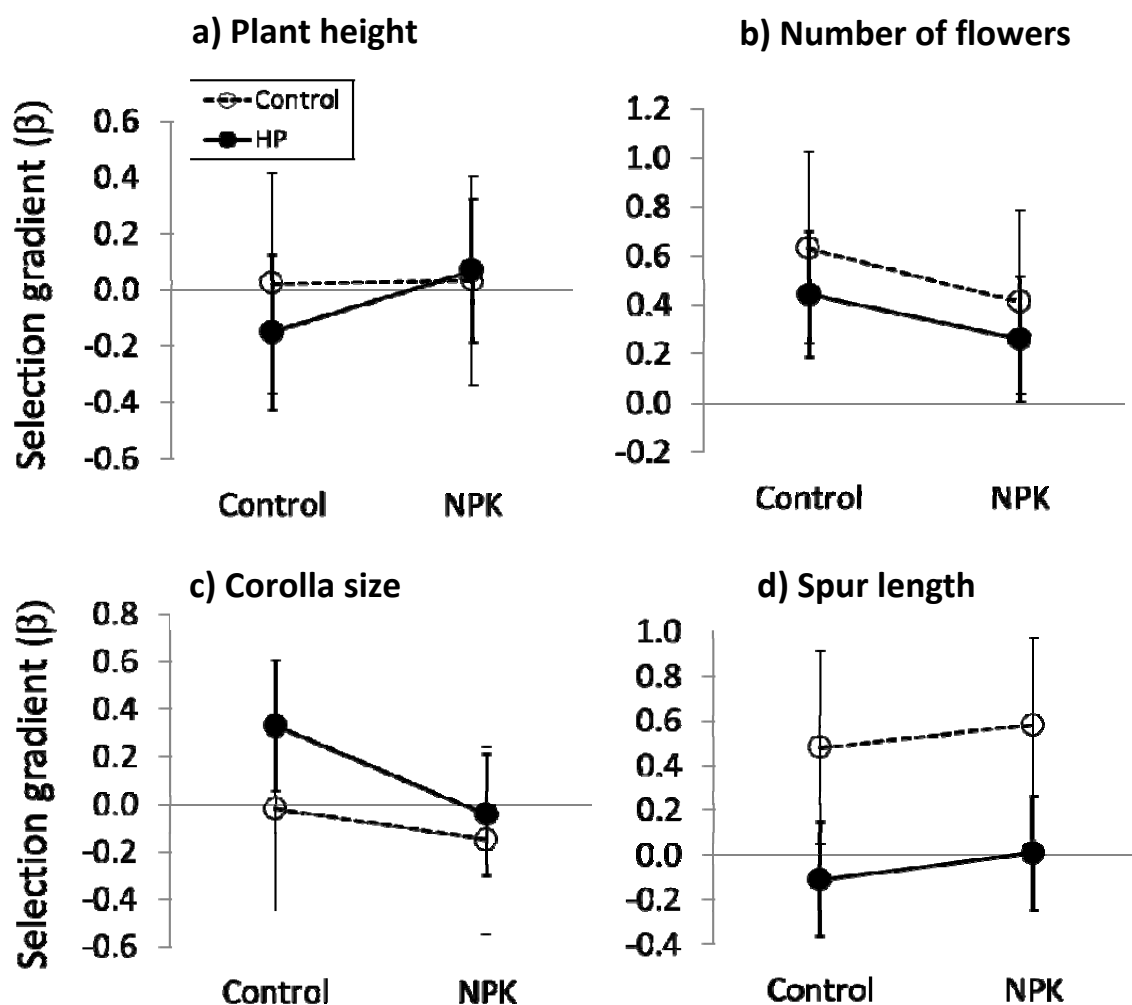 a) Plant height
b) Number of flowers
Control
HP
Selection gradient (β)
0.6
0.4
0.2
0.0
-0.2
-0.4
-0.6
Control NPK
1.2
1.0
0.8
0.6
0.4
0.2
0.0
-0.2
Control NPK
c) Corolla size
d) Spur length
Selection gradient (β)
0.8
0.6
0.4
0.2
0.0
-0.2
-0.4
-0.6
Control NPK
1.0
0.8
0.6
0.4
0.2
0.0
-0.2
-0.4
Control NPK